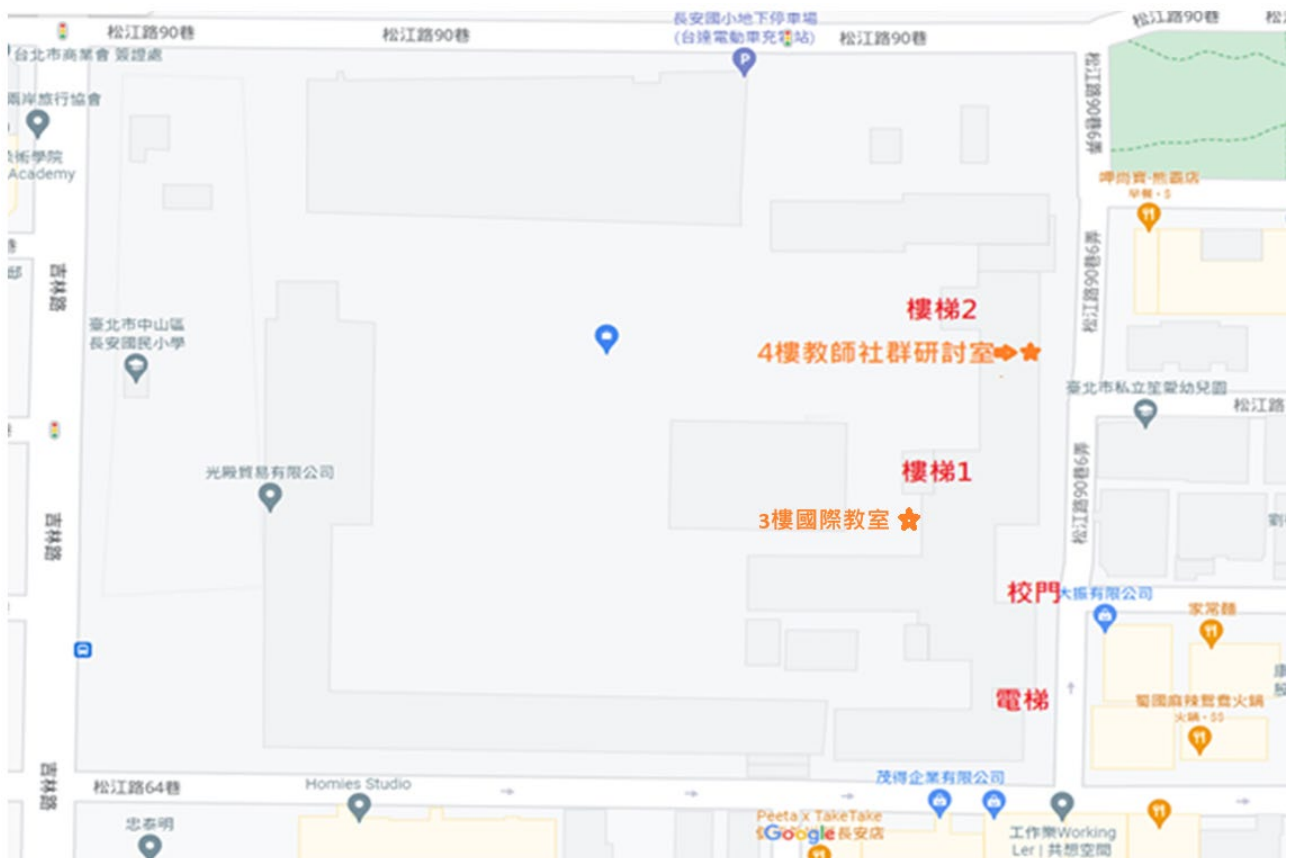 松江路90巷
松江路90巷
長安國小地下停車場
(台達電動車充電站)
松江路90巷
松江路90巷
台北市商業會 簽證處
兩岸旅行協會
術學院
Academy
松江路90巷6弄
呷尚寶-熊霸店
早餐・$
吉林路
松江路90巷6弄
臺北市中山區
長安國民小學
樓梯2
4樓教師社群研討室
臺北市私立笙愛幼兒園
松江路
光殿貿易有限公司
樓梯1
松江路90巷6弄
3樓國際教室
吉林路
校門
大振有限公司
家常麵
電梯
蜀國麻辣鴛鴦火鍋
火鍋・$$
吉林路
松江路64巷
Homies Studio
茂得企業有限公司
忠泰明
Peeta x TakeTake
長安店
Google
工作樂Working
Ler | 共想空間